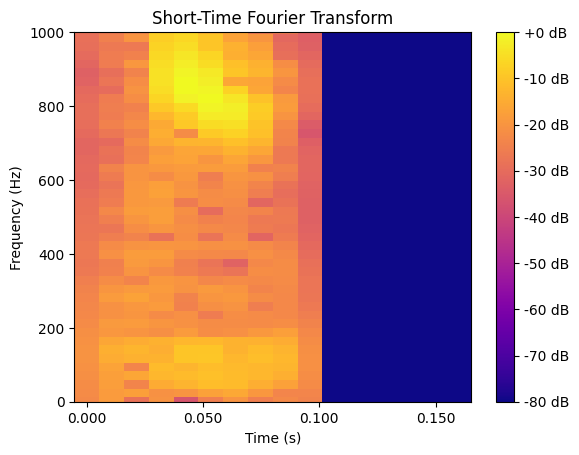 Short-Time Fourier Transform
1000
800
600
400
200
0
Frequency (Hz)
0.000
0.050
0.100
0.150
Time (s)
+0 dB
-10 dB
-20 dB
-30 dB
-40 dB
-50 dB
-60 dB
-70 dB
-80 dB